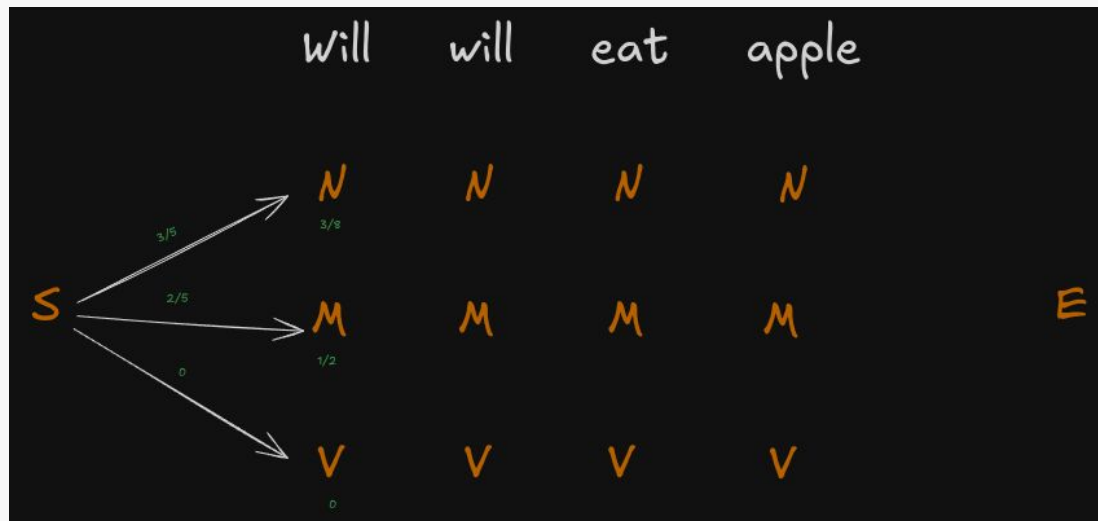 Will will eat apple
N N N N
3/5 3/8
2/5
S M M M M E
1/2
0
V V V V
0